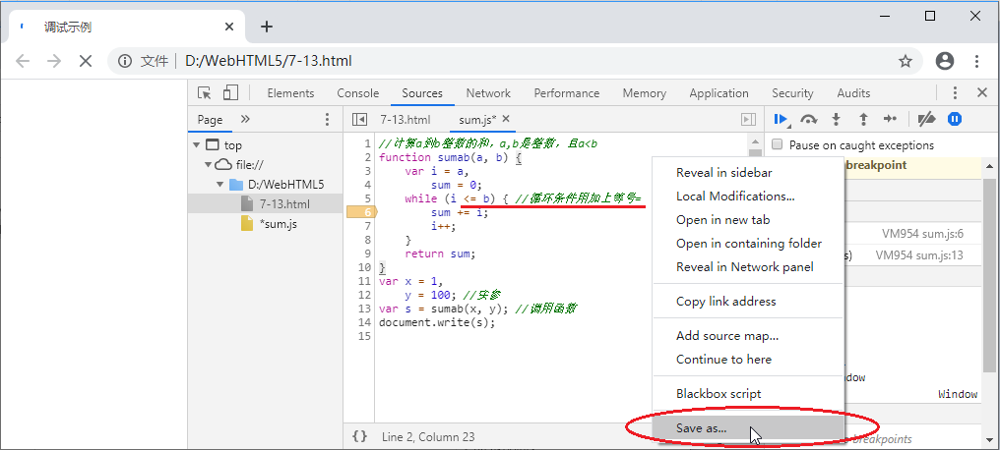 调试示例
文件 D:/WebHTML5/7-13.html
Elements Console Sources Network Performance Memory Application Security Audits
Page
7-13.html sum.js*
top
file://
D:/WebHTML5
7-13.html
*sum.js
1 //计算a到b整数的和，a,b是整数，且a<b
2 function sumab(a, b) {
3 var i = a,
4 sum = 0;
5 while (i <= b) { //循环条件用加上等号=
6 sum += i;
7 i++;
8 }
9 return sum;
10 }
11 var x = 1,
12 y = 100; //实参
13 var s = sumab(x, y); //调用函数
14 document.write(s);
15
{} Line 2, Column 23
Pause on caught exceptions
breakpoint
VM954 sum.js:6
s) VM954 sum.js:13
Window
breakpoints
Reveal in sidebar
Local Modifications...
Open in new tab
Open in containing folder
Reveal in Network panel
Copy link address
Add source map...
Continue to here
Blackbox script
Save as...